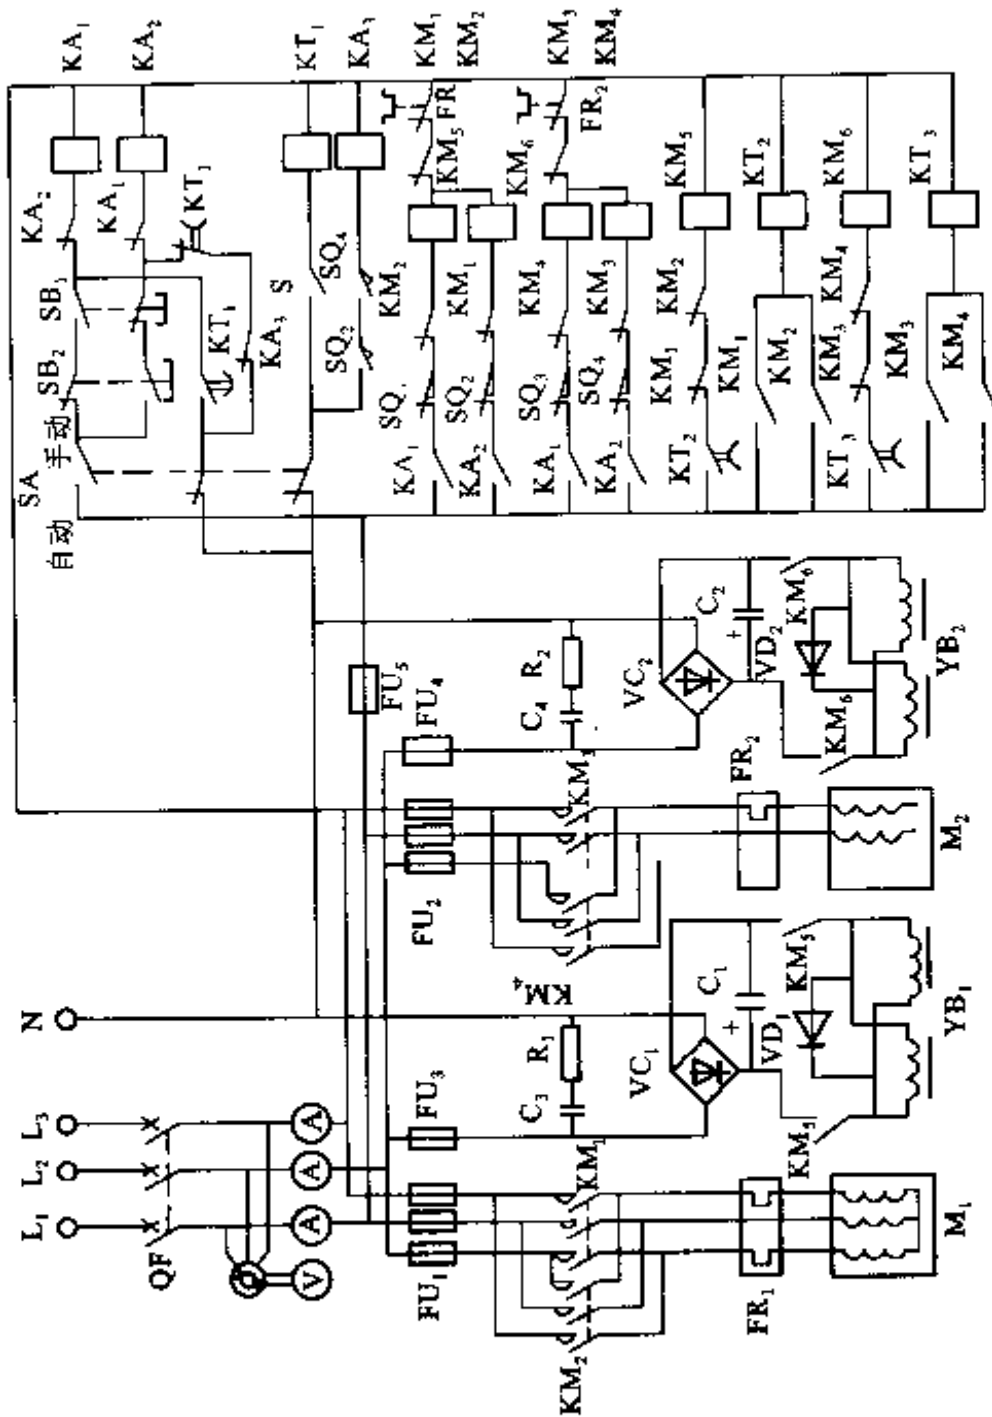 L₁
L₂
L₃
N
SA
自动
手动
SB₂
SB₁
KA₂
KA₁
KA₁
KA₂
KT₁
KT₁
KA₃
S
KT₁
SQ₂
SQ₄
KA₃
QF
A
A
A
V
FU₁
FU₃
FU₂
FU₄
FU₅
KA₁
SQ₁
KM₂
KM₅
FR
KM₁
KA₂
SQ₂
KM₁
KM₂
KA₁
SQ₃
KM₄
KM₆
FR₂
KM₃
KA₂
SQ₄
KM₃
KM₄
KM₂
KM₁
C₃
R₁
KM₄
KM₃
C₄
R₂
VC₁
VC₂
C₁
C₂
KT₂
KM₁
KM₂
KM₅
KM₁
KM₂
KT₂
FR₁
VD₁
FR₂
VD₂
KM₅
KM₅
KM₆
KM₆
KT₃
KM₃
KM₄
KM₆
KM₃
KM₄
KT₃
M₁
YB₁
M₂
YB₂